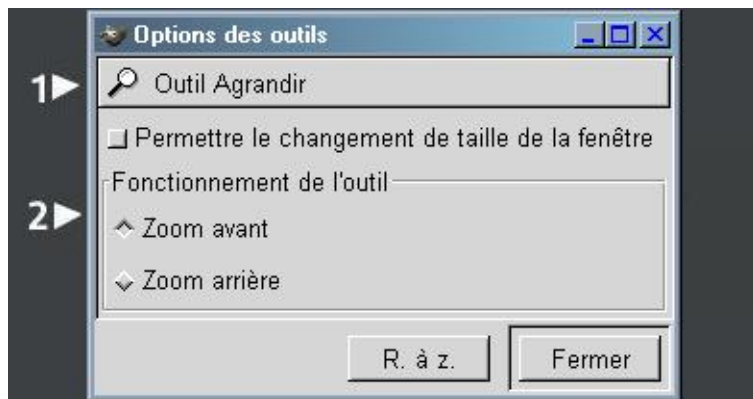 Options des outils
1 Outil Agrandir
Permettre le changement de taille de la fenêtre
Fonctionnement de l'outil
2
Zoom avant
Zoom arrière
R. à z. Fermer